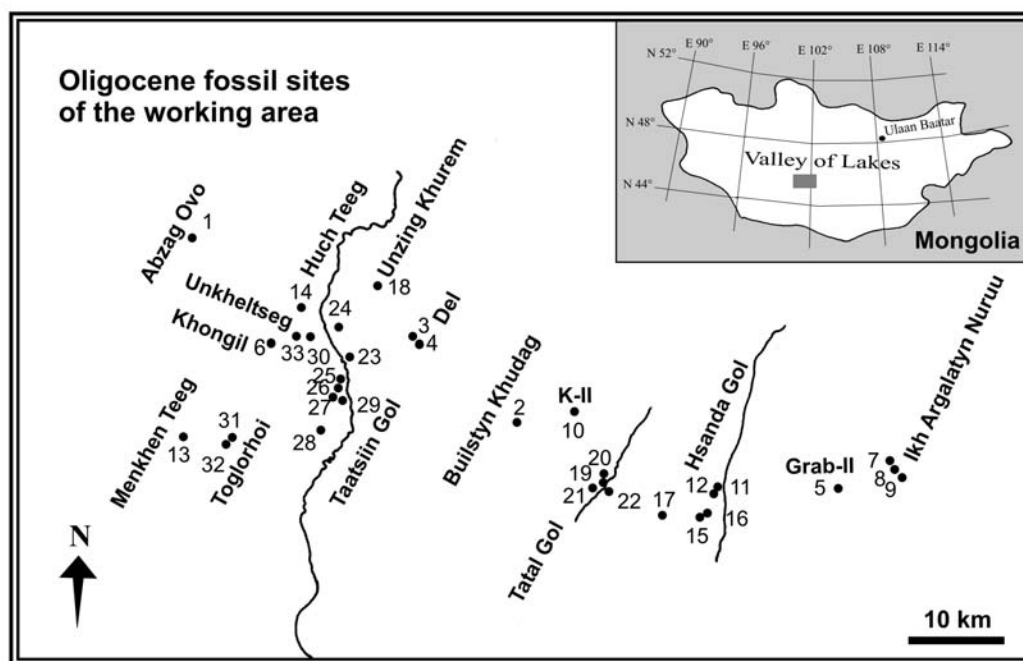 Oligocene fossil sites
of the working area
E 90°
E 96°
E 102°
E 108°
E 114°
N 52°
N 48°
N 44°
Ulaan Baatar
Valley of Lakes
Mongolia
Abzag Ovo
1
Huch Teeg
Unzing Khurem
18
14
24
Unkheltseg
Khongil
6
33
30
23
3
4
Del
25
26
27
29
28
Menkhen Teeg
13
31
32
Toglorhoi
Taatsiin Gol
Builstyn Khudag
2
K-II
10
20
19
21
22
Tatal Gol
17
Hsanda Gol
12
11
15
16
Grab-II
5
7
8
9
Ikh Argalatyn Nuruu
N
10 km